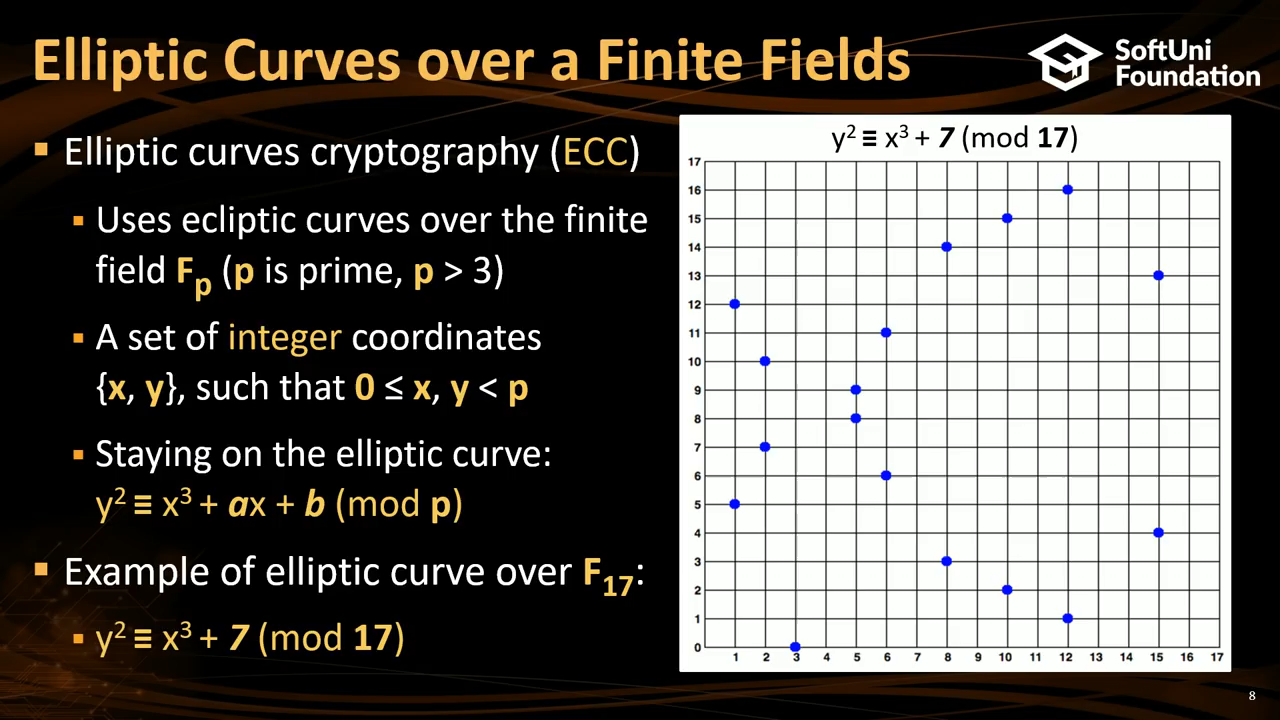 Elliptic Curves over a Finite Fields
SoftUni
Foundation
▪ Elliptic curves cryptography (ECC)
▪ Uses ecliptic curves over the finite
field Fₚ (p is prime, p > 3)
▪ A set of integer coordinates
{x, y}, such that 0 ≤ x, y < p
▪ Staying on the elliptic curve:
y² ≡ x³ + ax + b (mod p)
▪ Example of elliptic curve over F₁₇:
▪ y² ≡ x³ + 7 (mod 17)
y² ≡ x³ + 7 (mod 17)
17
16
15
14
13
12
11
10
9
8
7
6
5
4
3
2
1
0
1 2 3 4 5 6 7 8 9 10 11 12 13 14 15 16 17
8